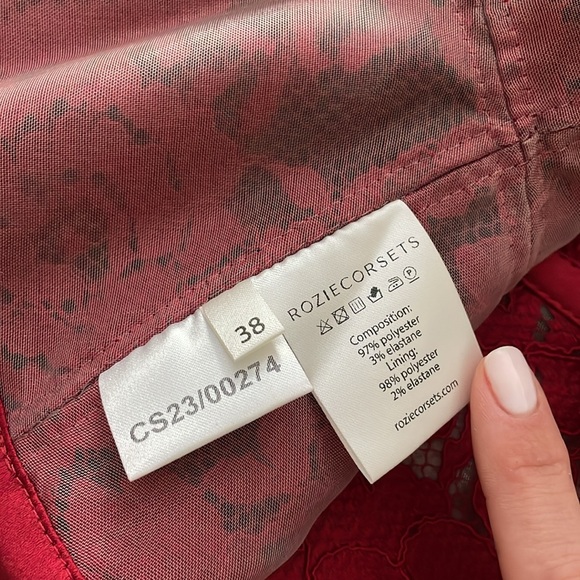 ROZIECORSETS
38
CS23/00274
Composition:
97% polyester
3% elastane
Lining:
98% polyester
2% elastane
roziecorsets.com